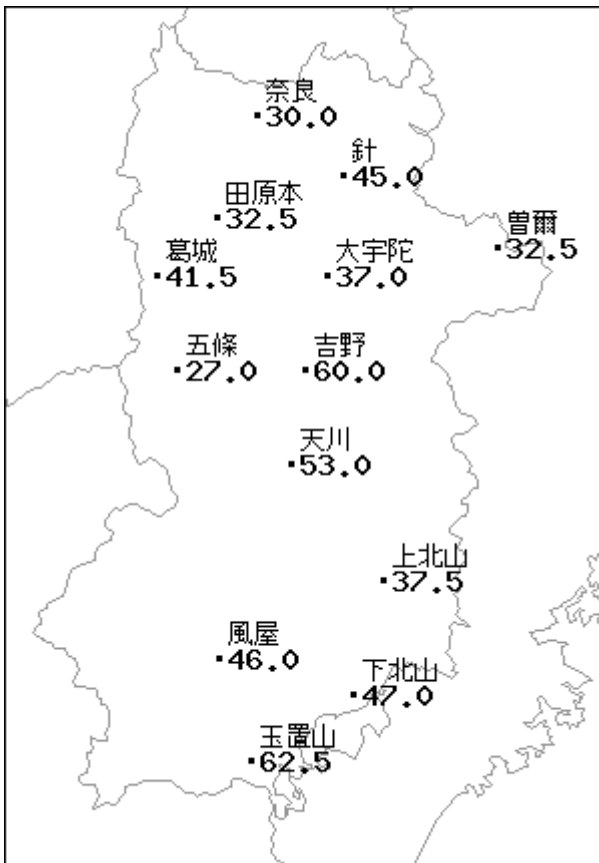 奈良
30.0
針
45.0
田原本
32.5
曽爾
32.5
葛城
41.5
大宇陀
37.0
五條
27.0
吉野
60.0
天川
53.0
上北山
37.5
風屋
46.0
下北山
47.0
玉置山
62.5